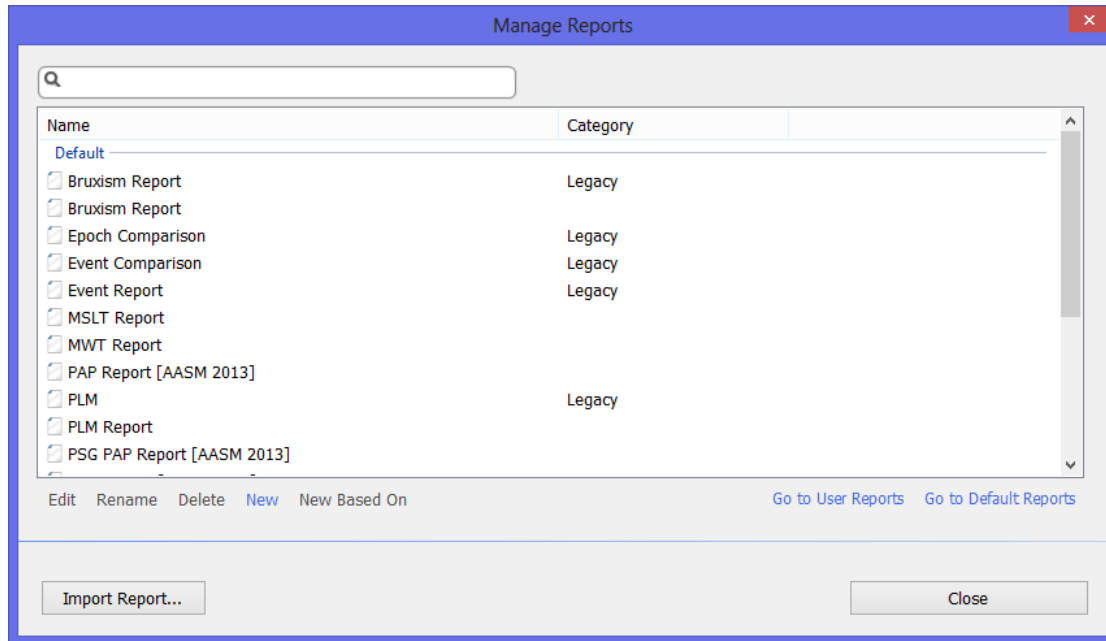 Manage Reports
Name Category
Default
Bruxism Report Legacy
Bruxism Report
Epoch Comparison Legacy
Event Comparison Legacy
Event Report Legacy
MSLT Report
MWT Report
PAP Report [AASM 2013]
PLM Legacy
PLM Report
PSG PAP Report [AASM 2013]
Edit Rename Delete New New Based On Go to User Reports Go to Default Reports
Import Report... Close